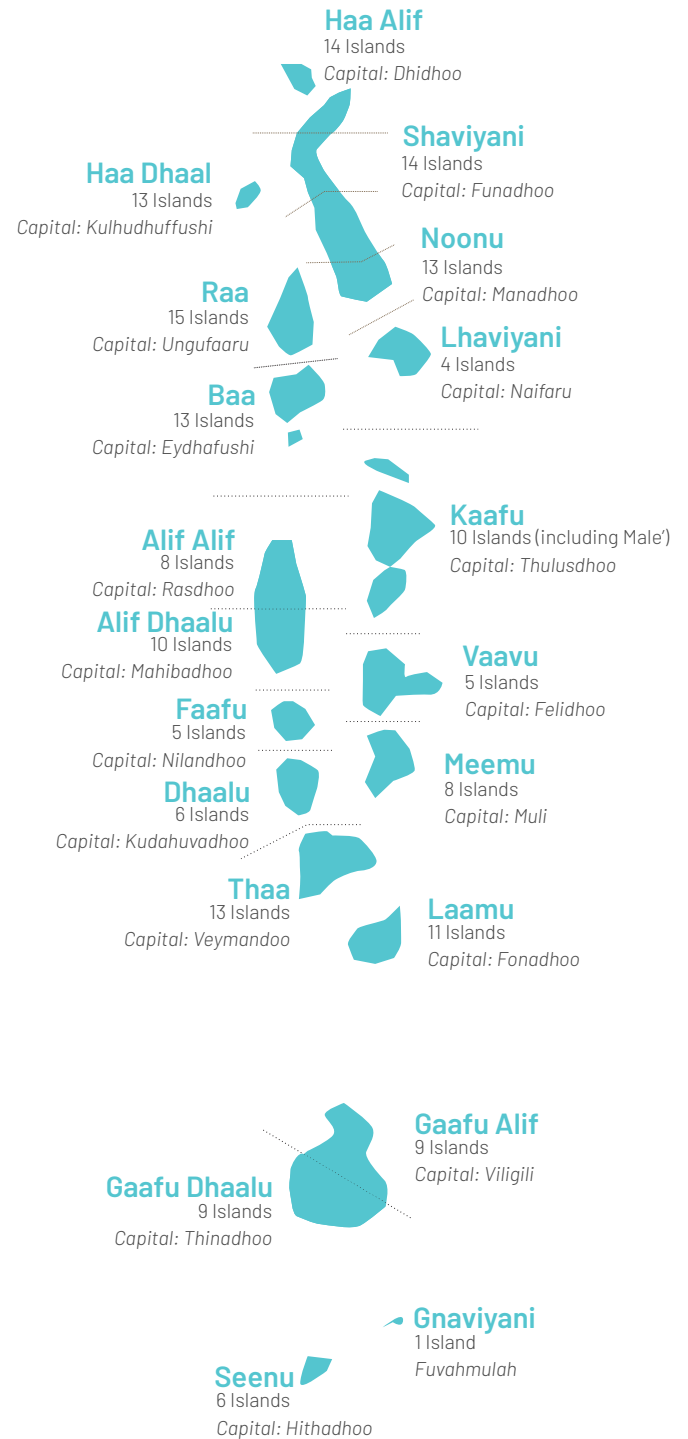 Haa Alif
14 Islands
Capital: Dhidhoo
Shaviyani
14 Islands
Capital: Funadhoo
Haa Dhaal
13 Islands
Capital: Kulhudhuffushi
Noonu
13 Islands
Capital: Manadhoo
Raa
15 Islands
Capital: Ungufaaru
Lhaviyani
4 Islands
Capital: Naifaru
Baa
13 Islands
Capital: Eydhafushi
Kaafu
10 Islands (including Male’)
Capital: Thulusdhoo
Alif Alif
8 Islands
Capital: Rasdhoo
Alif Dhaalu
10 Islands
Capital: Mahibadhoo
Vaavu
5 Islands
Capital: Felidhoo
Faafu
5 Islands
Capital: Nilandhoo
Meemu
8 Islands
Capital: Muli
Dhaalu
6 Islands
Capital: Kudahuvadhoo
Thaa
13 Islands
Capital: Veymandoo
Laamu
11 Islands
Capital: Fonadhoo
Gaafu Alif
9 Islands
Capital: Viligili
Gaafu Dhaalu
9 Islands
Capital: Thinadhoo
Gnaviyani
1 Island
Fuvahmulah
Seenu
6 Islands
Capital: Hithadhoo